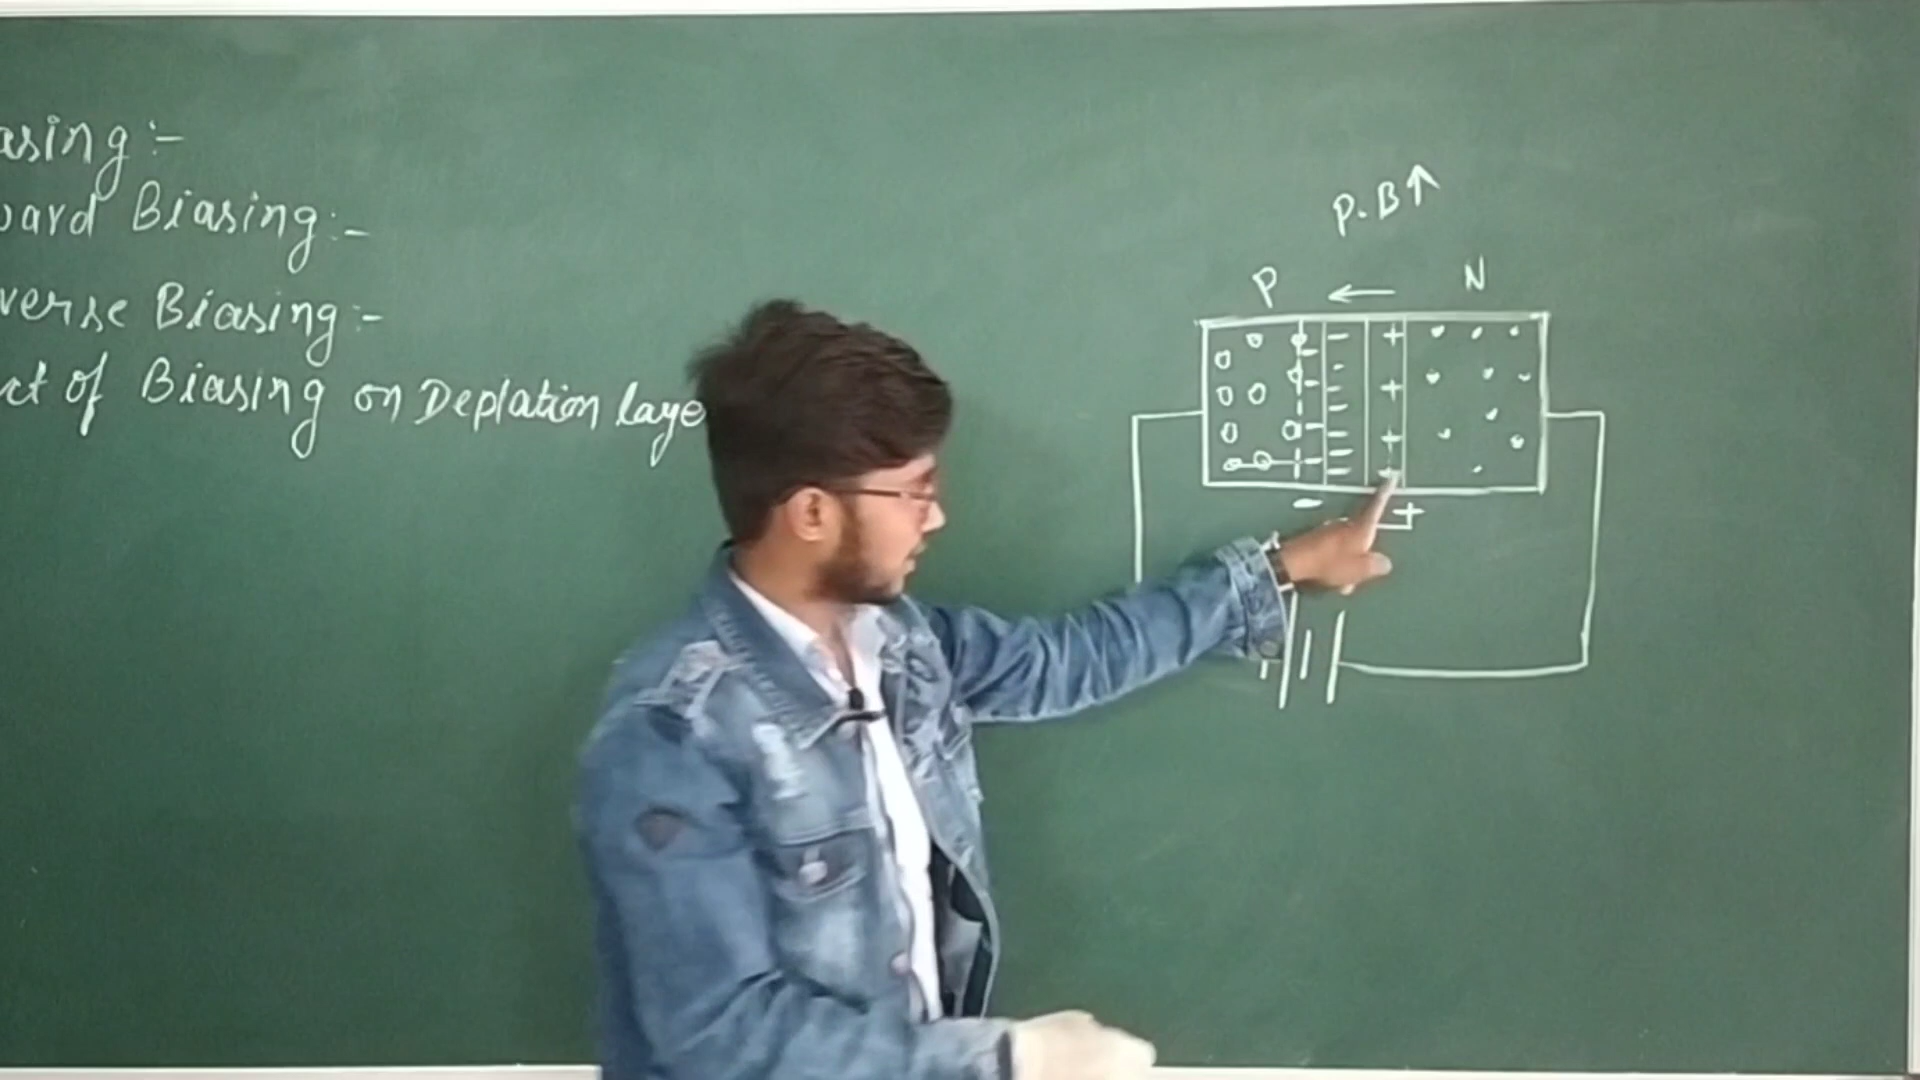 asing:-
ward Biasing:-
verse Biasing:-
ct of Biasing on Deplation laye
P.B↑
P ← N
- +